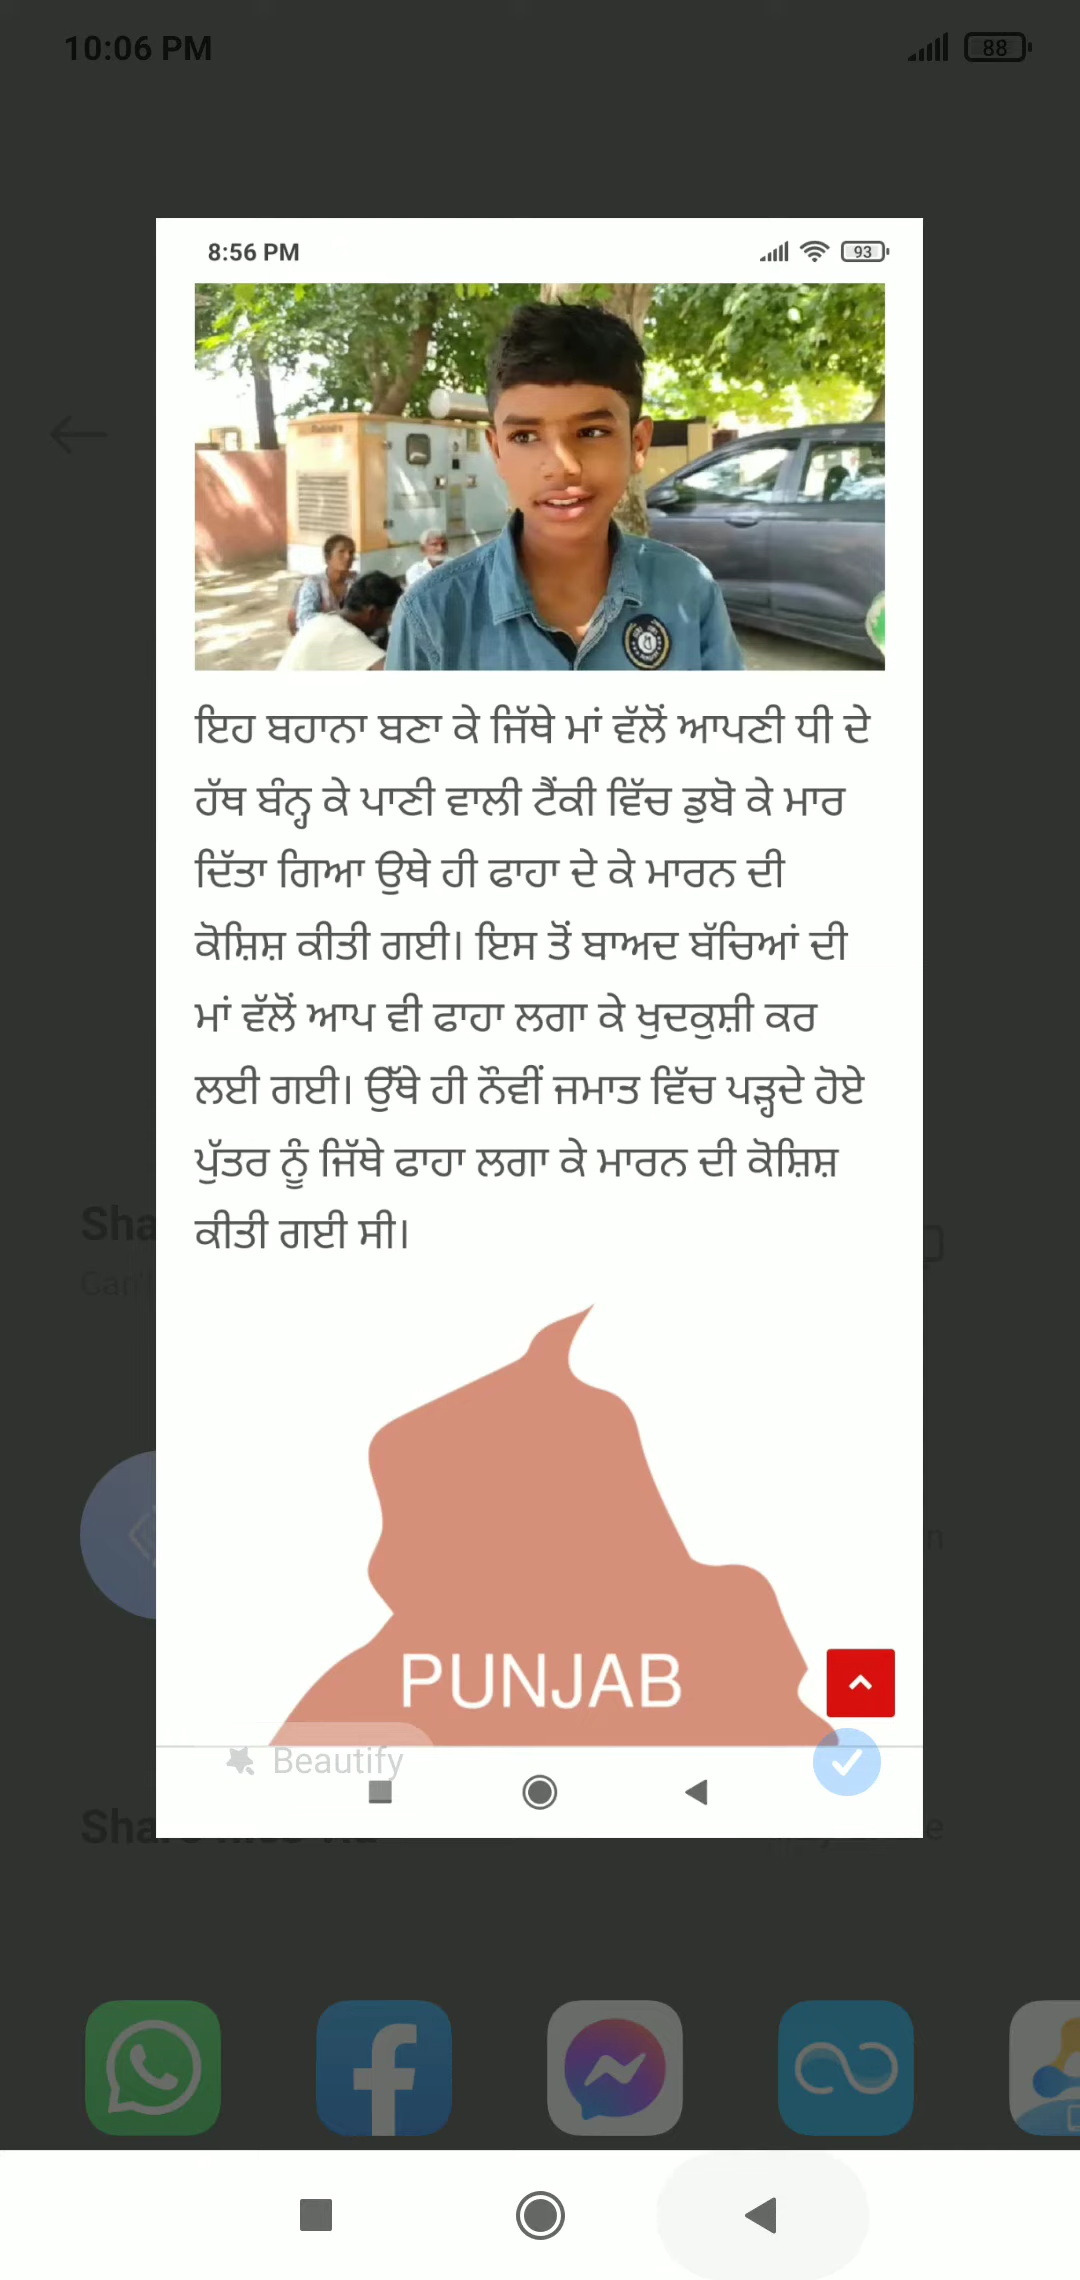 10:06 PM
88
8:56 PM
93
ਇਹ ਬਹਾਨਾ ਬਣਾ ਕੇ ਜਿੱਥੇ ਮਾਂ ਵੱਲੋਂ ਆਪਣੀ ਧੀ ਦੇ
ਹੱਥ ਬੰਨ੍ਹ ਕੇ ਪਾਣੀ ਵਾਲੀ ਟੈਂਕੀ ਵਿੱਚ ਡੁਬੋ ਕੇ ਮਾਰ
ਦਿੱਤਾ ਗਿਆ ਉਥੇ ਹੀ ਫਾਹਾ ਦੇ ਕੇ ਮਾਰਨ ਦੀ
ਕੋਸ਼ਿਸ਼ ਕੀਤੀ ਗਈ। ਇਸ ਤੋਂ ਬਾਅਦ ਬੱਚਿਆਂ ਦੀ
ਮਾਂ ਵੱਲੋਂ ਆਪ ਵੀ ਫਾਹਾ ਲਗਾ ਕੇ ਖੁਦਕੁਸ਼ੀ ਕਰ
ਲਈ ਗਈ। ਉੱਥੇ ਹੀ ਨੌਵੀਂ ਜਮਾਤ ਵਿੱਚ ਪੜ੍ਹਦੇ ਹੋਏ
ਪੁੱਤਰ ਨੂੰ ਜਿੱਥੇ ਫਾਹਾ ਲਗਾ ਕੇ ਮਾਰਨ ਦੀ ਕੋਸ਼ਿਸ਼
ਕੀਤੀ ਗਈ ਸੀ।
PUNJAB
Beautify